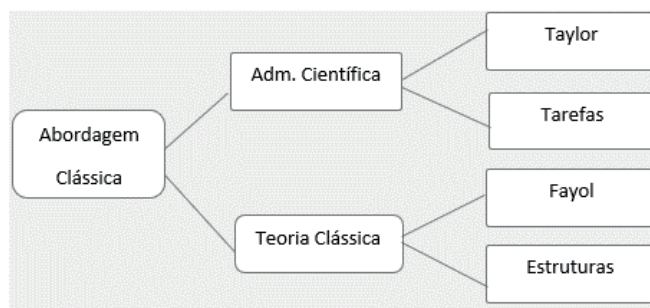 Abordagem
Clássica
Adm. Científica
Taylor
Tarefas
Teoria Clássica
Fayol
Estruturas